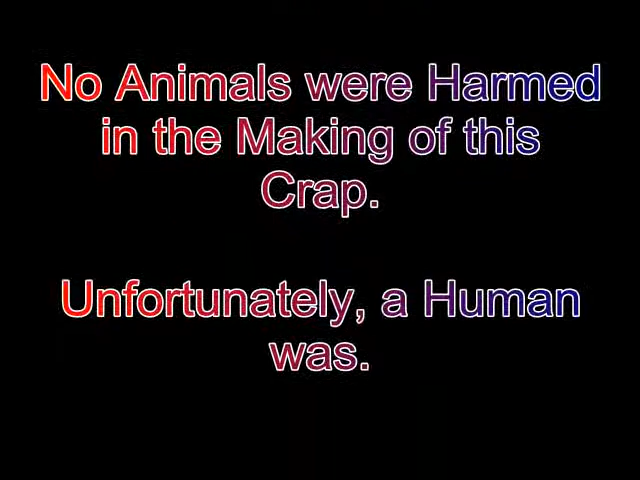 No Animals were Harmed
in the Making of this
Crap.
Unfortunately, a Human
was.